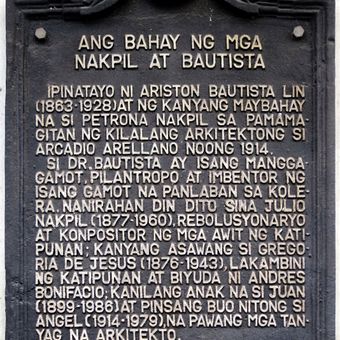 ANG BAHAY NG MGA
NAKPIL AT BAUTISTA
IPINATAYO NI ARISTON BAUTISTA LIN
(1863-1928) AT NG KANYANG MAYBAHAY
NA SI PETRONA NAKPIL SA PAMAMA-
GITAN NG KILALANG ARKITEKTONG SI
ARCADIO ARELLANO NOONG 1914.
SI DR. BAUTISTA AY ISANG MANGGA-
GAMOT, PILANTROPO AT IMBENTOR NG
ISANG GAMOT NA PANLABAN SA KOLE-
RA. NANIRAHAN DIN DITO SINA JULIO
NAKPIL (1877-1960), REBOLUSYONARYO
AT KONPOSITOR NG MGA AWIT NG KATI-
PUNAN; KANYANG ASAWANG SI GREGO-
RIA DE JESUS (1876-1943), LAKAMBINI
NG KATIPUNAN AT BIYUDA NI ANDRES
BONIFACIO; KANILANG ANAK NA SI JUAN
(1899-1986) AT PINSANG BUO NITONG SI
ANGEL (1914-1979), NA PAWANG MGA TAN-
YAG NA ARKITEKTO.